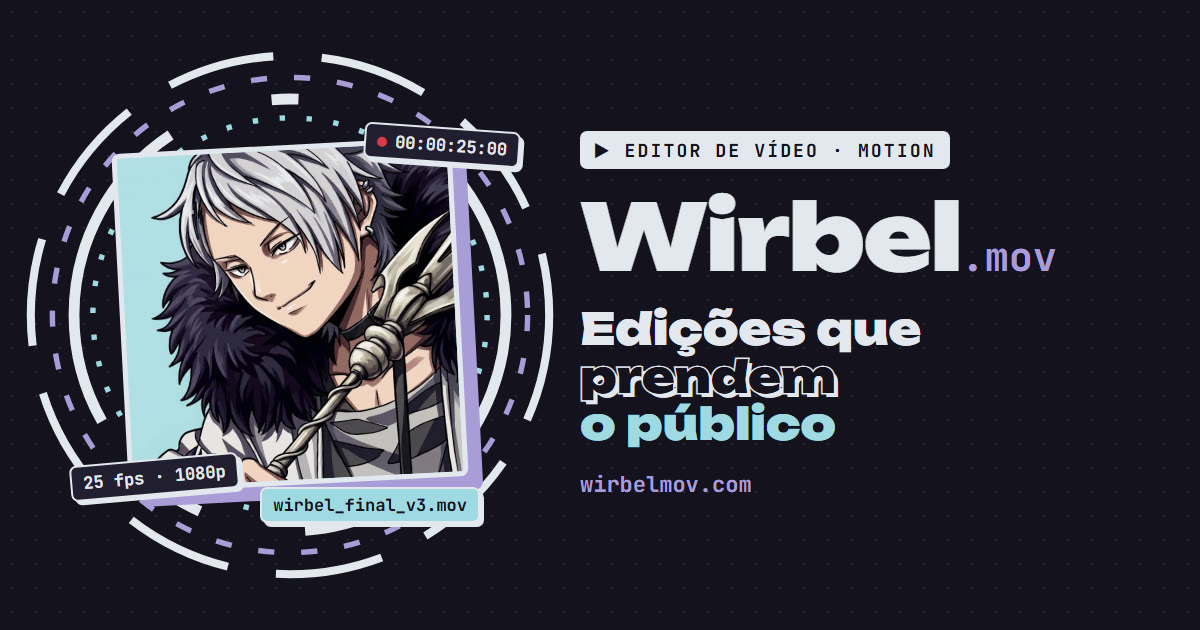 00:00:25:00
25 fps · 1080p
wirbel_final_v3.mov
▶ EDITOR DE VÍDEO · MOTION
Wirbel.mov
Edições que
prendem
o público
wirbelmov.com